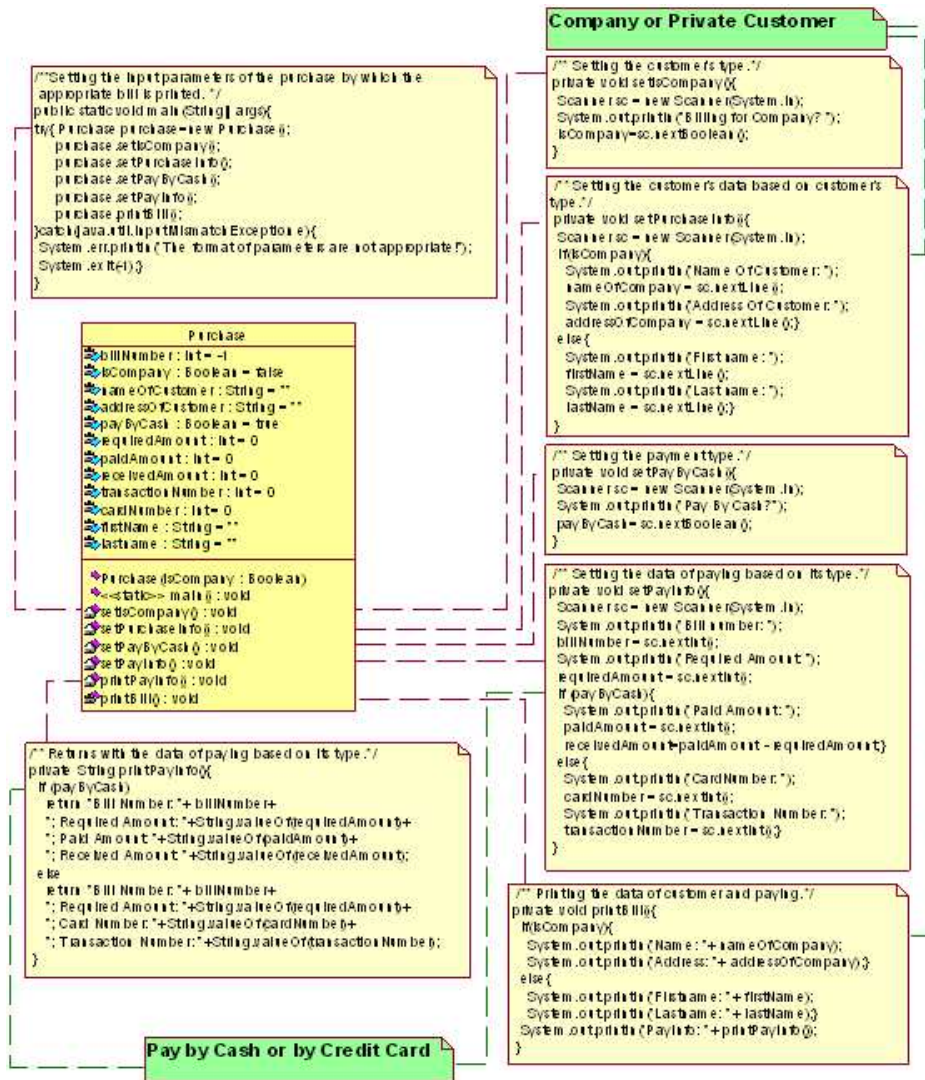 Company or Private Customer
/**Setting the input parameters of the purchase by which the
appropriate bill is printed. */
public static void main (String[] args){
try{ Purchase purchase=new Purchase();
purchase.setIsCompany();
purchase.setPurchaseInfo();
purchase.setPayByCash();
purchase.setPayInfo();
purchase.printBill();
}catch(java.util.InputMismatchException e){
System.err.println("The format of parameters are not appropriate!");
System.exit(-1);}
}
/** Setting the customer's type.*/
private void setIsCompany(){
Scanner sc = new Scanner(System.in);
System.out.println("Billing for Company? ");
isCompany=sc.nextBoolean();
}
/** Setting the customer's data based on customer's
type.*/
private void setPurchaseInfo(){
Scanner sc = new Scanner(System.in);
if(isCompany){
System.out.println("Name Of Customer: ");
nameOfCompany = sc.nextLine();
System.out.println("Address Of Customer: ");
addressOfCompany = sc.nextLine();}
else{
System.out.println("Firstname: ");
firstName = sc.nextLine();
System.out.println("Lastname: ");
lastName = sc.nextLine();}
}
Purchase
billNumber : int = -1
isCompany : Boolean = false
nameOfCustomer : String = ""
addressOfCustomer : String = ""
payByCash : Boolean = true
requiredAmount : int = 0
paidAmount : int = 0
receivedAmount : int = 0
transactionNumber : int = 0
cardNumber : int = 0
firstName : String = ""
lastname : String = ""
Purchase(isCompany : Boolean)
<<static>> main() : void
setIsCompany() : void
setPurchaseInfo() : void
setPayByCash() : void
setPayInfo() : void
printPayInfo() : void
printBill() : void
/** Setting the payment type.*/
private void setPayByCash(){
Scanner sc = new Scanner(System.in);
System.out.println("Pay By Cash?");
payByCash=sc.nextBoolean();
}
/** Setting the data of paying based on its type.*/
private void setPayInfo(){
Scanner sc = new Scanner(System.in);
System.out.println("Bill number: ");
billNumber = sc.nextInt();
System.out.println("Required Amount: ");
requiredAmount = sc.nextInt();
if (payByCash){
System.out.println("Paid Amount: ");
paidAmount = sc.nextInt();
receivedAmount=paidAmount - requiredAmount;}
else{
System.out.println("CardNumber: ");
cardNumber = sc.nextInt();
System.out.println("Transaction Number: ");
transactionNumber = sc.nextInt();}
}
/** Returns with the data of paying based on its type.*/
private String printPayInfo(){
if (payByCash)
return "Bill Number: "+ billNumber+
"; Required Amount: "+String.valueOf(requiredAmount)+
"; Paid Amount: "+String.valueOf(paidAmount)+
"; Received Amount: "+String.valueOf(receivedAmount);
else
return "Bill Number: "+ billNumber+
"; Required Amount: "+String.valueOf(requiredAmount)+
"; Card Number: "+String.valueOf(cardNumber)+
"; Transaction Number: "+String.valueOf(transactionNumber);
}
/** Printing the data of customer and paying.*/
private void printBill(){
if(isCompany){
System.out.println("Name: "+ nameOfCompany);
System.out.println("Address: "+ addressOfCompany);}
else{
System.out.println("Firstname: "+ firstName);
System.out.println("Lastname: "+ lastName);}
System.out.println("PayInfo: "+ printPayInfo());
}
Pay by Cash or by Credit Card